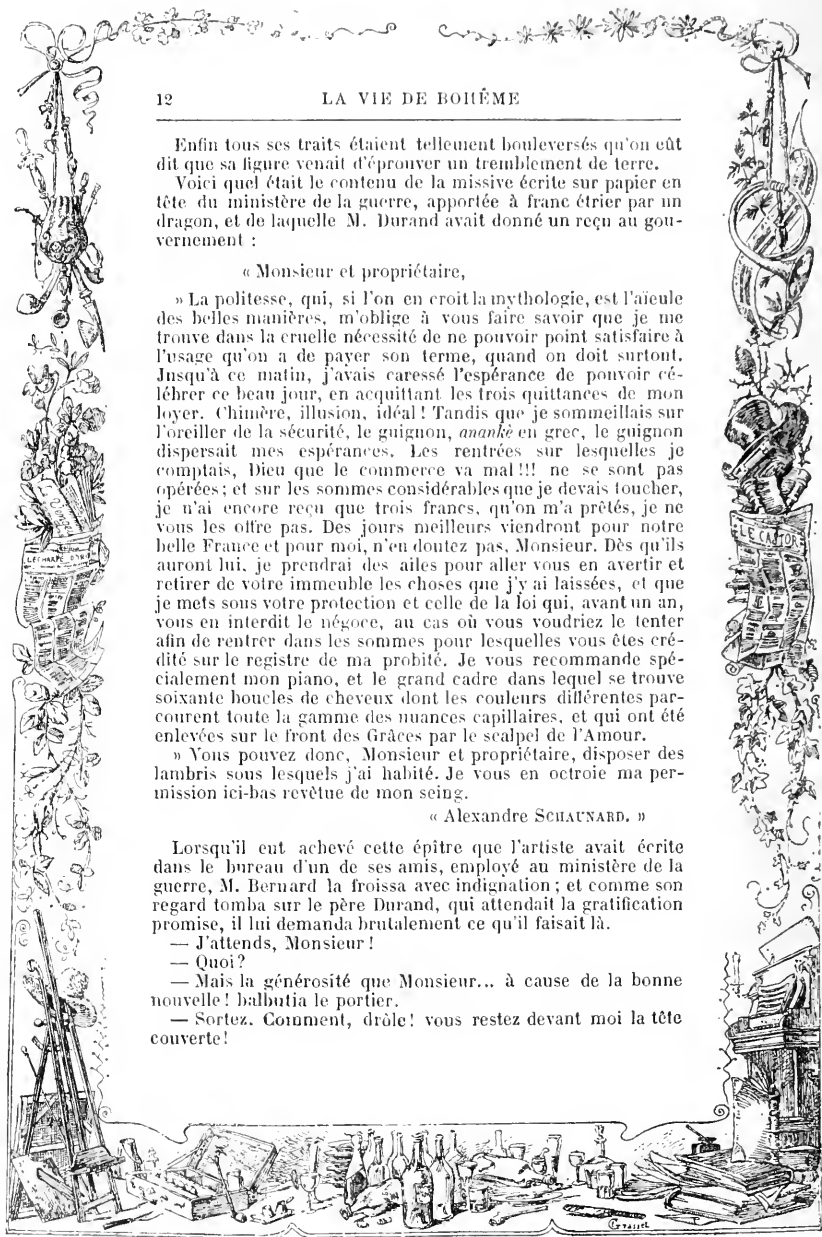 12 LA VIE DE BOHÊME
Enfin tous ses traits étaient tellement bouleversés qu'on eût
dit que sa figure venait d'éprouver un tremblement de terre.
Voici quel était le contenu de la missive écrite sur papier en
tête du ministère de la guerre, apportée à franc étrier par un
dragon, et de laquelle M. Durand avait donné un reçu au gou-
vernement :
« Monsieur et propriétaire,
» La politesse, qui, si l'on en croit la mythologie, est l'aïeule
des belles manières, m'oblige à vous faire savoir que je me
trouve dans la cruelle nécessité de ne pouvoir point satisfaire à
l'usage qu'on a de payer son terme, quand on doit surtout.
Jusqu'à ce matin, j'avais caressé l'espérance de pouvoir cé-
lébrer ce beau jour, en acquittant les trois quittances de mon
loyer. Chimère, illusion, idéal ! Tandis que je sommeillais sur
l'oreiller de la sécurité, le guignon, anankè en grec, le guignon
dispersait mes espérances. Les rentrées sur lesquelles je
comptais, Dieu que le commerce va mal !!! ne se sont pas
opérées ; et sur les sommes considérables que je devais toucher,
je n'ai encore reçu que trois francs, qu'on m'a prêtés, je ne
vous les offre pas. Des jours meilleurs viendront pour notre
belle France et pour moi, n'en doutez pas, Monsieur. Dès qu'ils
auront lui, je prendrai des ailes pour aller vous en avertir et
retirer de votre immeuble les choses que j'y ai laissées, et que
je mets sous votre protection et celle de la loi qui, avant un an,
vous en interdit le négoce, au cas où vous voudriez le tenter
afin de rentrer dans les sommes pour lesquelles vous êtes cré-
dité sur le registre de ma probité. Je vous recommande spé-
cialement mon piano, et le grand cadre dans lequel se trouve
soixante boucles de cheveux dont les couleurs différentes par-
courent toute la gamme des nuances capillaires, et qui ont été
enlevées sur le front des Grâces par le scalpel de l'Amour.
» Vous pouvez donc, Monsieur et propriétaire, disposer des
lambris sous lesquels j'ai habité. Je vous en octroie ma per-
mission ici-bas revêtue de mon seing.
« Alexandre SCHAUNARD. »
Lorsqu'il eut achevé cette épître que l'artiste avait écrite
dans le bureau d'un de ses amis, employé au ministère de la
guerre, M. Bernard la froissa avec indignation ; et comme son
regard tomba sur le père Durand, qui attendait la gratification
promise, il lui demanda brutalement ce qu'il faisait là.
— J'attends, Monsieur !
— Quoi ?
— Mais la générosité que Monsieur... à cause de la bonne
nouvelle ! balbutia le portier.
— Sortez. Comment, drôle ! vous restez devant moi la tête
couverte !
L'ECHARPE D'IRIS
LE CASTOR
Grasset